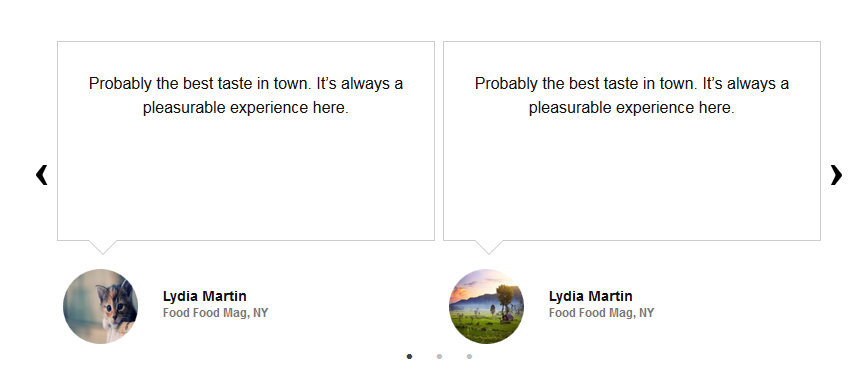 Probably the best taste in town. It’s always a
pleasurable experience here.
Lydia Martin
Food Food Mag, NY
Probably the best taste in town. It’s always a
pleasurable experience here.
Lydia Martin
Food Food Mag, NY